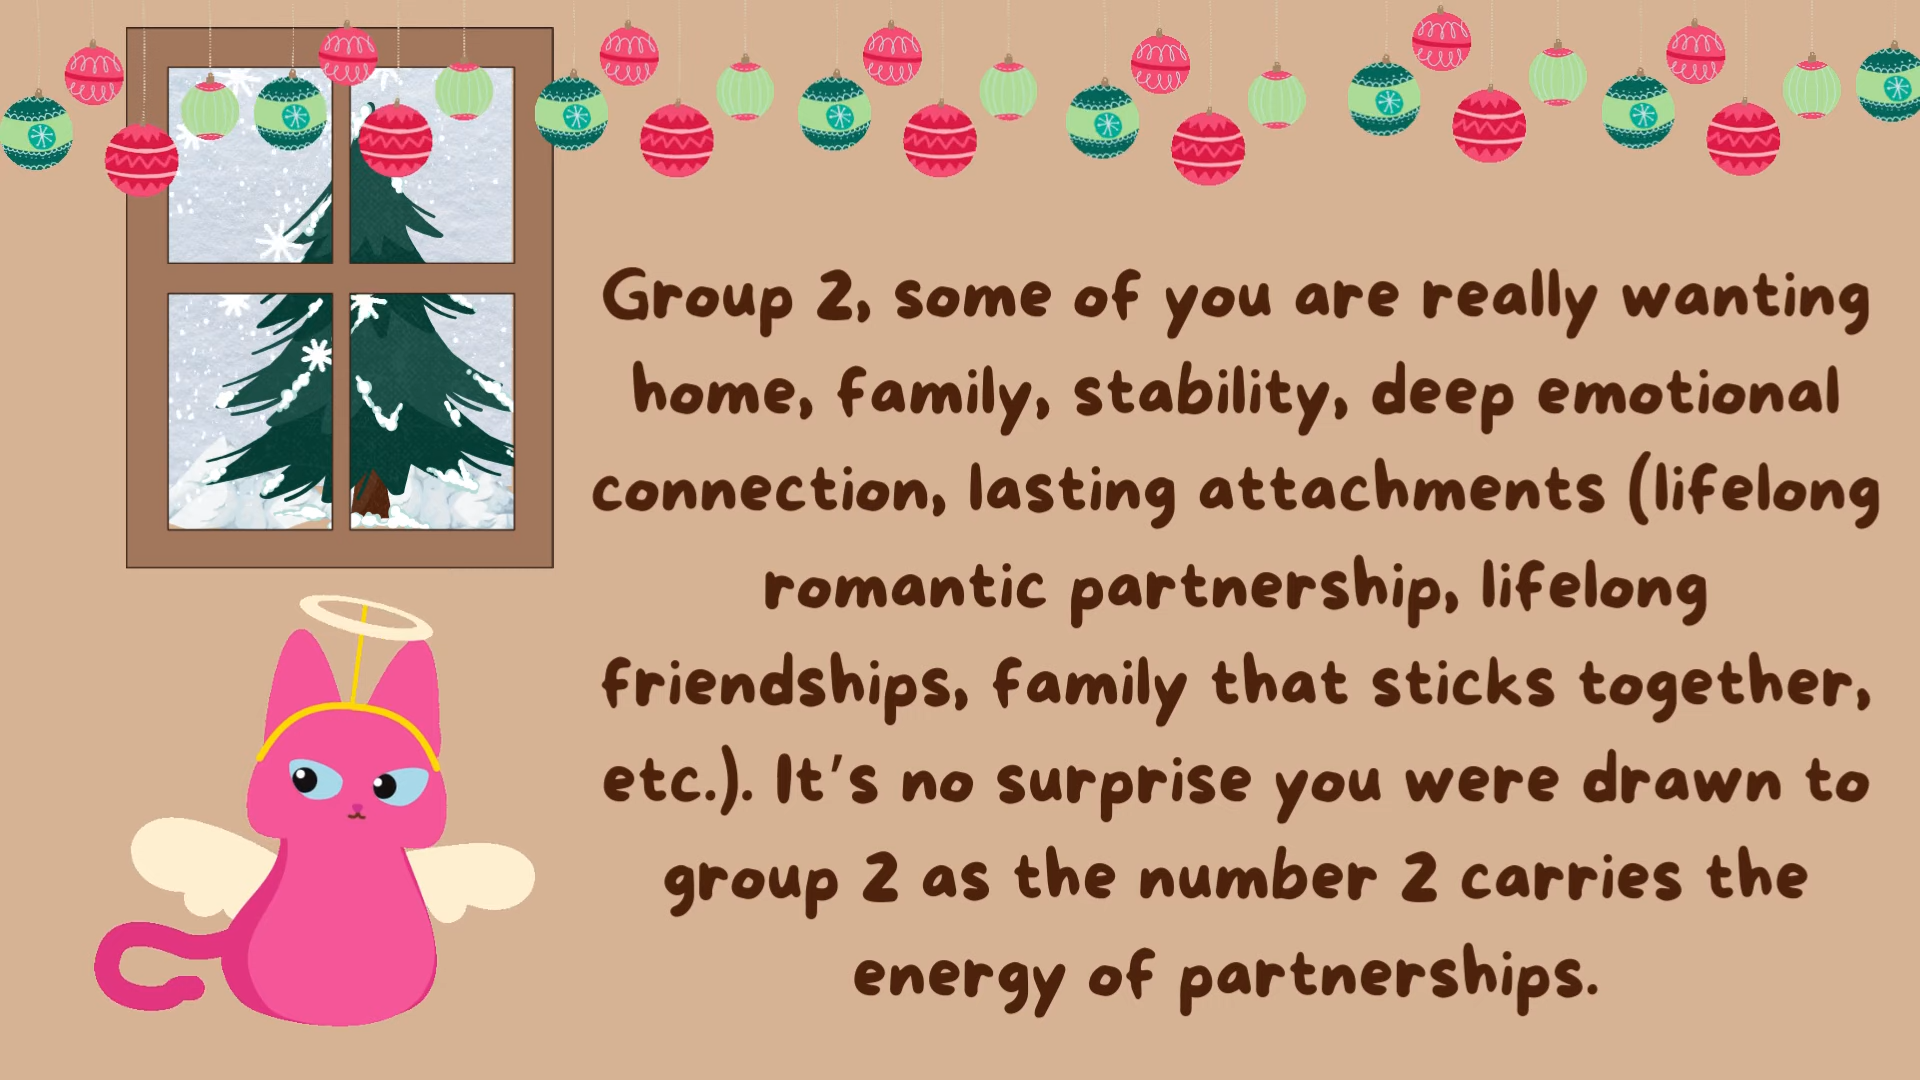 Group 2, some of you are really wanting
home, family, stability, deep emotional
connection, lasting attachments (lifelong
romantic partnership, lifelong
friendships, family that sticks together,
etc.). It's no surprise you were drawn to
group 2 as the number 2 carries the
energy of partnerships.